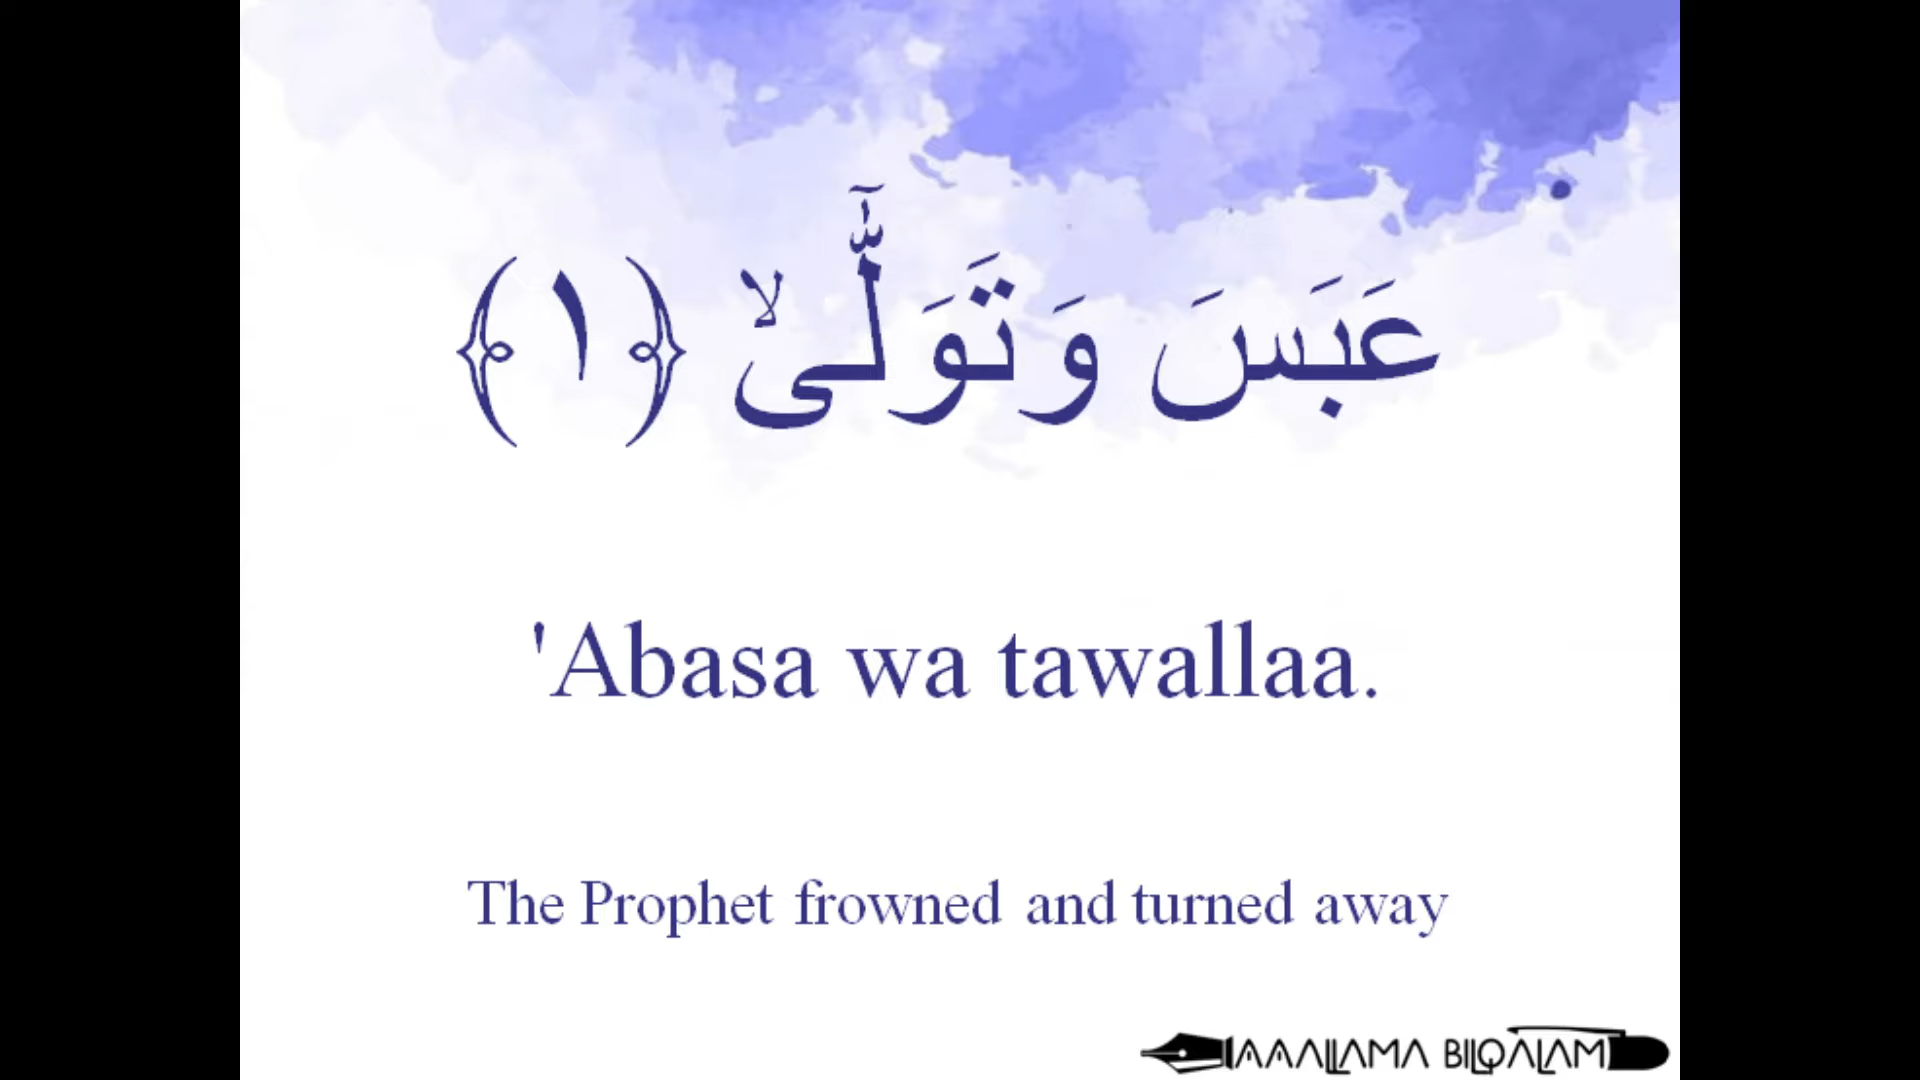 عَبَسَ وَتَوَلّٰٓىۙ ﴿١﴾
'Abasa wa tawallaa.
The Prophet frowned and turned away
AAALLAMA BILQALAM